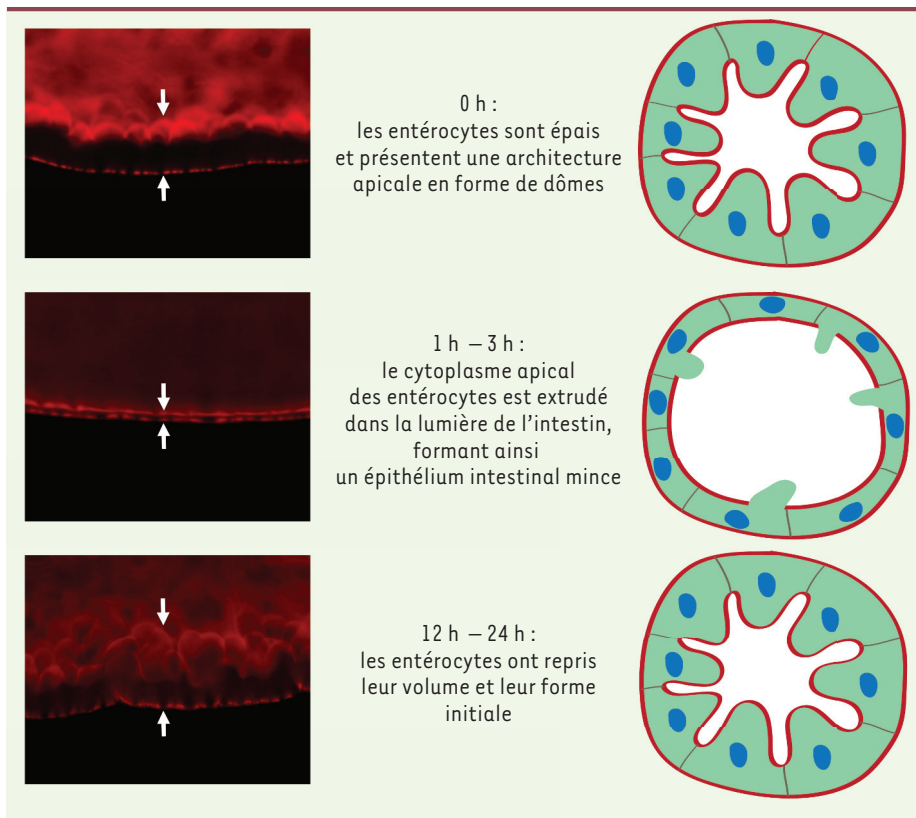 0 h :
les entérocytes sont épais
et présentent une architecture
apicale en forme de dômes
1 h – 3 h :
le cytoplasme apical
des entérocytes est extrudé
dans la lumière de l’intestin,
formant ainsi
un épithélium intestinal mince
12 h – 24 h :
les entérocytes ont repris
leur volume et leur forme
initiale